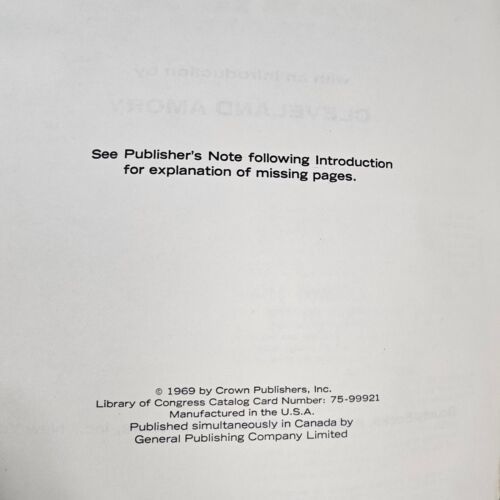 See Publisher's Note following Introduction
for explanation of missing pages.
© 1969 by Crown Publishers, Inc.
Library of Congress Catalog Card Number: 75-99921
Manufactured in the U.S.A.
Published simultaneously in Canada by
General Publishing Company Limited